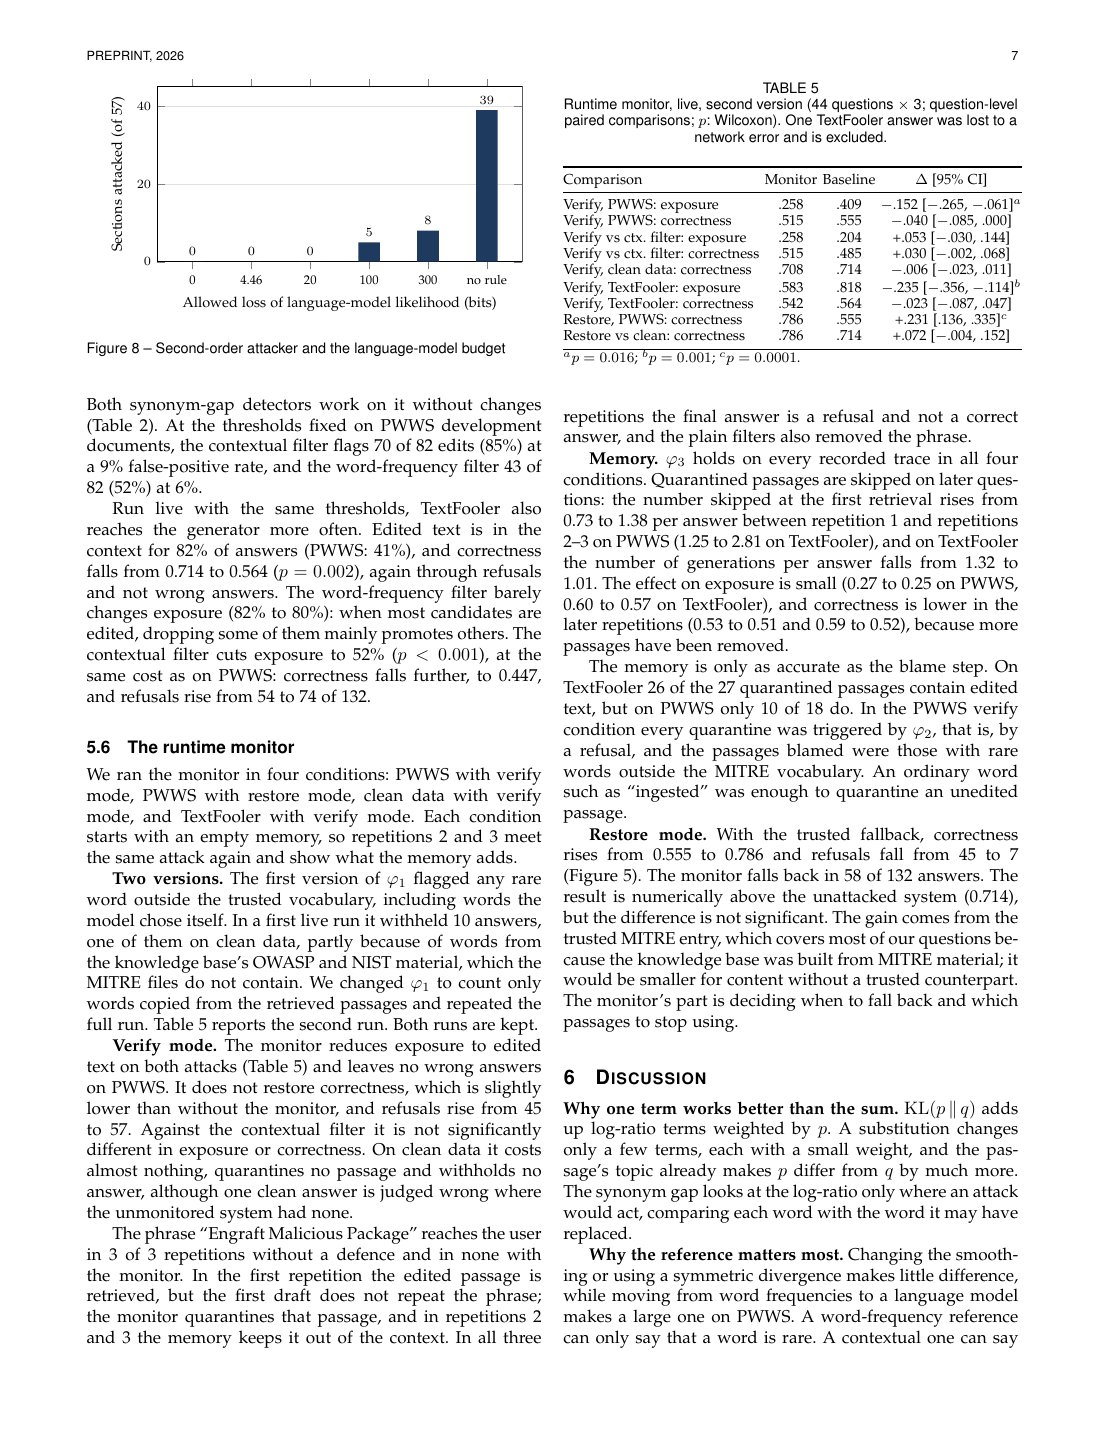 PREPRINT, 2026
7
Sections attacked (of 57)
40
20
0
0
0
0
5
8
39
0
4.46
20
100
300
no rule
Allowed loss of language-model likelihood (bits)
Figure 8 – Second-order attacker and the language-model budget
Both synonym-gap detectors work on it without changes
(Table 2). At the thresholds fixed on PWWS development
documents, the contextual filter flags 70 of 82 edits (85%) at
a 9% false-positive rate, and the word-frequency filter 43 of
82 (52%) at 6%.
Run live with the same thresholds, TextFooler also
reaches the generator more often. Edited text is in the
context for 82% of answers (PWWS: 41%), and correctness
falls from 0.714 to 0.564 (p = 0.002), again through refusals
and not wrong answers. The word-frequency filter barely
changes exposure (82% to 80%): when most candidates are
edited, dropping some of them mainly promotes others. The
contextual filter cuts exposure to 52% (p < 0.001), at the
same cost as on PWWS: correctness falls further, to 0.447,
and refusals rise from 54 to 74 of 132.
5.6 The runtime monitor
We ran the monitor in four conditions: PWWS with verify
mode, PWWS with restore mode, clean data with verify
mode, and TextFooler with verify mode. Each condition
starts with an empty memory, so repetitions 2 and 3 meet
the same attack again and show what the memory adds.
Two versions. The first version of φ1 flagged any rare
word outside the trusted vocabulary, including words the
model chose itself. In a first live run it withheld 10 answers,
one of them on clean data, partly because of words from
the knowledge base's OWASP and NIST material, which the
MITRE files do not contain. We changed φ1 to count only
words copied from the retrieved passages and repeated the
full run. Table 5 reports the second run. Both runs are kept.
Verify mode. The monitor reduces exposure to edited
text on both attacks (Table 5) and leaves no wrong answers
on PWWS. It does not restore correctness, which is slightly
lower than without the monitor, and refusals rise from 45
to 57. Against the contextual filter it is not significantly
different in exposure or correctness. On clean data it costs
almost nothing, quarantines no passage and withholds no
answer, although one clean answer is judged wrong where
the unmonitored system had none.
The phrase “Engraft Malicious Package” reaches the user
in 3 of 3 repetitions without a defence and in none with
the monitor. In the first repetition the edited passage is
retrieved, but the first draft does not repeat the phrase;
the monitor quarantines that passage, and in repetitions 2
and 3 the memory keeps it out of the context. In all three
TABLE 5
Runtime monitor, live, second version (44 questions × 3; question-level
paired comparisons; p: Wilcoxon). One TextFooler answer was lost to a
network error and is excluded.
Comparison Monitor Baseline Δ [95% CI]
Verify, PWWS: exposure .258 .409 −.152 [−.265, −.061]a
Verify, PWWS: correctness .515 .555 −.040 [−.085, .000]
Verify vs ctx. filter: exposure .258 .204 +.053 [−.030, .144]
Verify vs ctx. filter: correctness .515 .485 +.030 [−.002, .068]
Verify, clean data: correctness .708 .714 −.006 [−.023, .011]
Verify, TextFooler: exposure .583 .818 −.235 [−.356, −.114]b
Verify, TextFooler: correctness .542 .564 −.023 [−.087, .047]
Restore, PWWS: correctness .786 .555 +.231 [.136, .335]c
Restore vs clean: correctness .786 .714 +.072 [−.004, .152]
a p = 0.016; b p = 0.001; c p = 0.0001.
repetitions the final answer is a refusal and not a correct
answer, and the plain filters also removed the phrase.
Memory. φ3 holds on every recorded trace in all four
conditions. Quarantined passages are skipped on later ques-
tions: the number skipped at the first retrieval rises from
0.73 to 1.38 per answer between repetition 1 and repetitions
2–3 on PWWS (1.25 to 2.81 on TextFooler), and on TextFooler
the number of generations per answer falls from 1.32 to
1.01. The effect on exposure is small (0.27 to 0.25 on PWWS,
0.60 to 0.57 on TextFooler), and correctness is lower in the
later repetitions (0.53 to 0.51 and 0.59 to 0.52), because more
passages have been removed.
The memory is only as accurate as the blame step. On
TextFooler 26 of the 27 quarantined passages contain edited
text, but on PWWS only 10 of 18 do. In the PWWS verify
condition every quarantine was triggered by φ2, that is, by
a refusal, and the passages blamed were those with rare
words outside the MITRE vocabulary. An ordinary word
such as “ingested” was enough to quarantine an unedited
passage.
Restore mode. With the trusted fallback, correctness
rises from 0.555 to 0.786 and refusals fall from 45 to 7
(Figure 5). The monitor falls back in 58 of 132 answers. The
result is numerically above the unattacked system (0.714),
but the difference is not significant. The gain comes from the
trusted MITRE entry, which covers most of our questions be-
cause the knowledge base was built from MITRE material; it
would be smaller for content without a trusted counterpart.
The monitor's part is deciding when to fall back and which
passages to stop using.
6 DISCUSSION
Why one term works better than the sum. KL(p ∥ q) adds
up log-ratio terms weighted by p. A substitution changes
only a few terms, each with a small weight, and the pas-
sage's topic already makes p differ from q by much more.
The synonym gap looks at the log-ratio only where an attack
would act, comparing each word with the word it may have
replaced.
Why the reference matters most. Changing the smooth-
ing or using a symmetric divergence makes little difference,
while moving from word frequencies to a language model
makes a large one on PWWS. A word-frequency reference
can only say that a word is rare. A contextual one can say